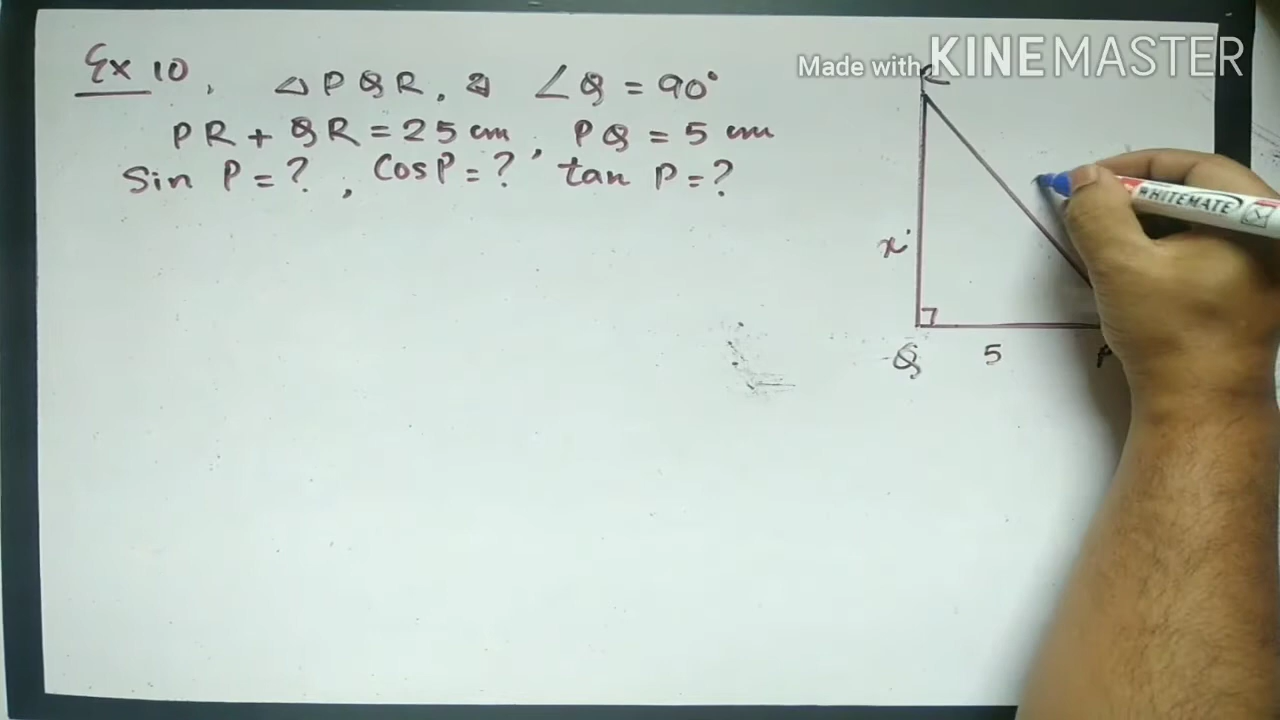 Ex 10, △PQR, ∠Q = 90°
PR + QR = 25 cm, PQ = 5 cm
Sin P = ?, Cos P = ? tan P = ?
Made with KINEMASTER
R
x
Q
5
P
WHITEMATE